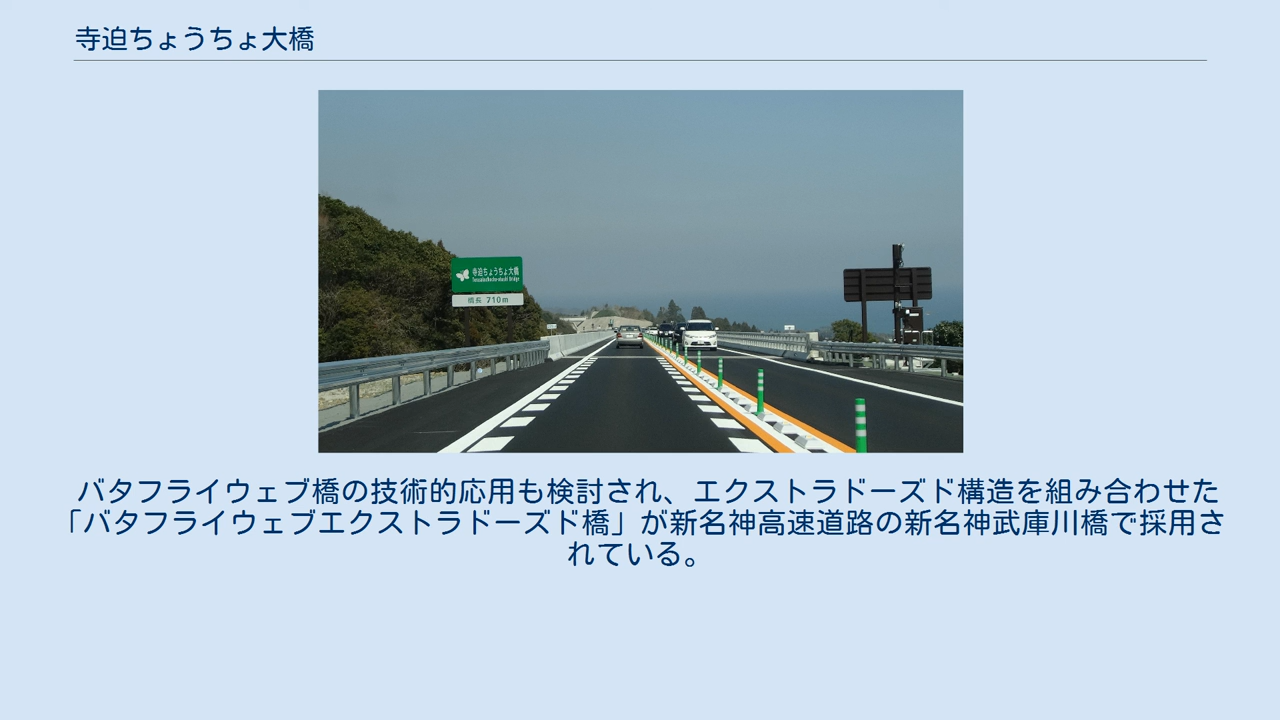 寺迫ちょうちょ大橋
寺迫ちょうちょ大橋
橋長 710m
バタフライウェブ橋の技術的応用も検討され、エクストラドーズド構造を組み合わせた
「バタフライウェブエクストラドーズド橋」が新名神高速道路の新名神武庫川橋で採用さ
れている。